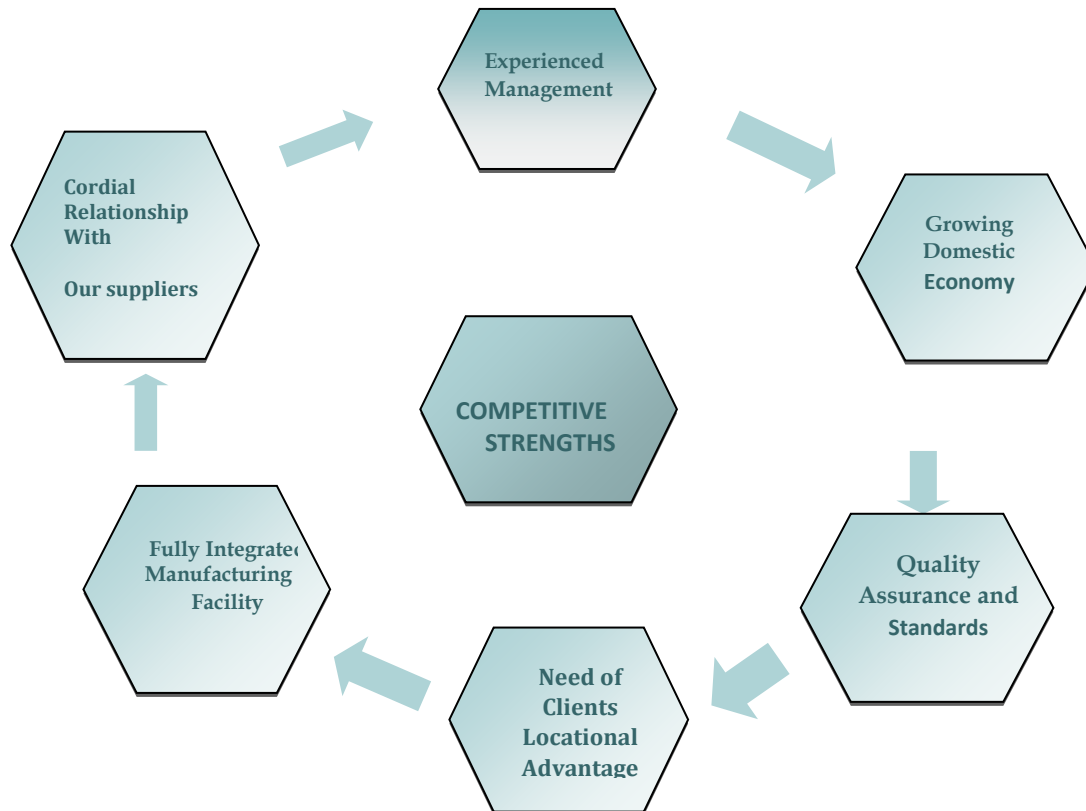 Experienced
Management
Growing
Domestic
Economy
Quality
Assurance and
Standards
Need of
Clients
Locational
Advantage
Fully Integrated
Manufacturing
Facility
Cordial
Relationship
With
Our suppliers
COMPETITIVE
STRENGTHS